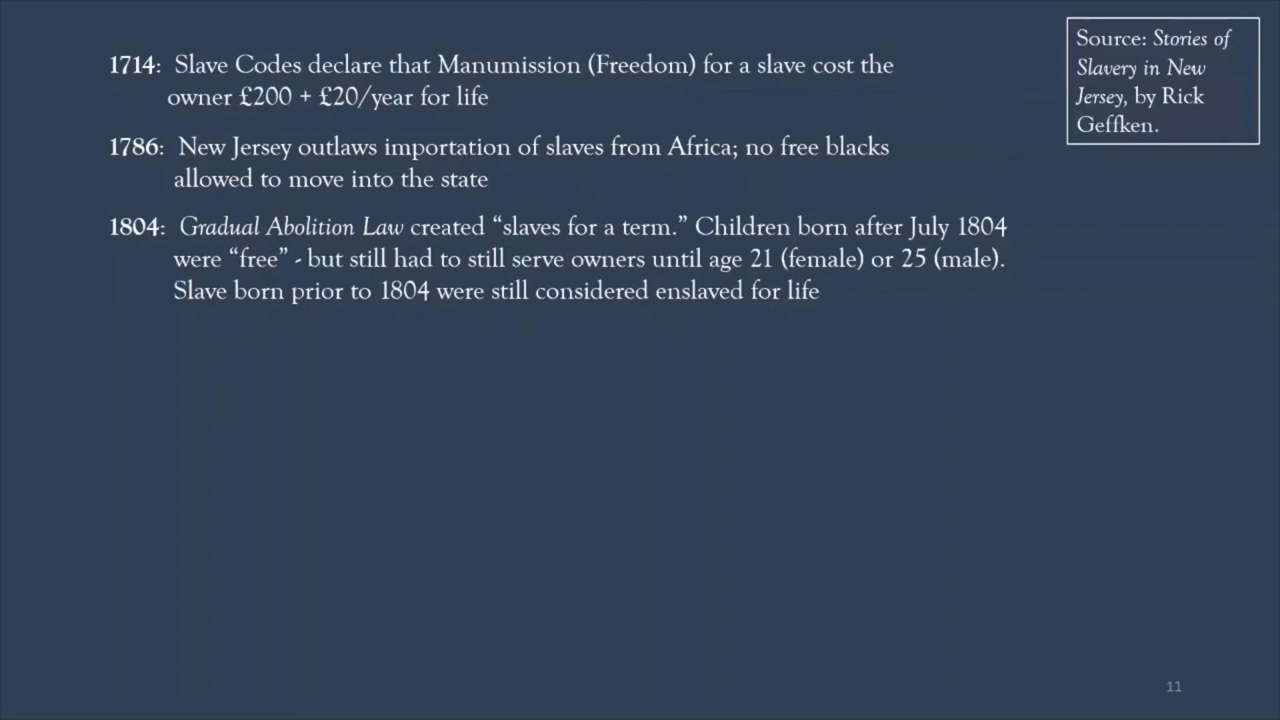 1714: Slave Codes declare that Manumission (Freedom) for a slave cost the
owner £200 + £20/year for life
1786: New Jersey outlaws importation of slaves from Africa; no free blacks
allowed to move into the state
1804: Gradual Abolition Law created “slaves for a term.” Children born after July 1804
were “free” - but still had to still serve owners until age 21 (female) or 25 (male).
Slave born prior to 1804 were still considered enslaved for life
Source: Stories of
Slavery in New
Jersey, by Rick
Geffken.
11